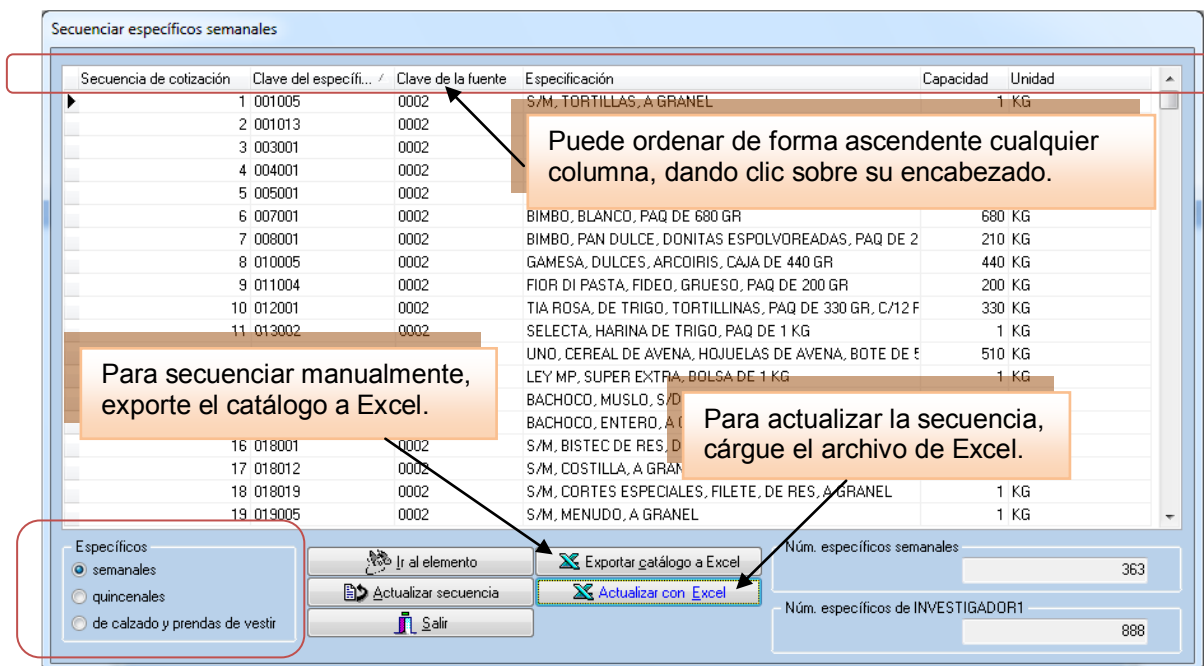 Secuenciar específicos semanales
Secuencia de cotización Clave del específi... Clave de la fuente Especificación Capacidad Unidad
1 001005 0002 S/M, TORTILLAS, A GRANEL 1 KG
2 001013 0002
3 003001 0002
4 004001 0002
5 005001 0002
Puede ordenar de forma ascendente cualquier
columna, dando clic sobre su encabezado.
6 007001 0002 BIMBO, BLANCO, PAQ DE 680 GR 680 KG
7 008001 0002 BIMBO, PAN DULCE, DONITAS ESPOLVOREADAS, PAQ DE 2 210 KG
8 010005 0002 GAMESA, DULCES, ARCOIRIS, CAJA DE 440 GR 440 KG
9 011004 0002 FIOR DI PASTA, FIDEO, GRUESO, PAQ DE 200 GR 200 KG
10 012001 0002 TIA ROSA, DE TRIGO, TORTILLINAS, PAQ DE 330 GR, C/12 P 330 KG
11 013002 0002 SELECTA, HARINA DE TRIGO, PAQ DE 1 KG 1 KG
UNO, CEREAL DE AVENA, HOJUELAS DE AVENA, BOTE DE 5 510 KG
LEY MP, SUPER EXTRA, BOLSA DE 1 KG 1 KG
BACHOCO, MUSLO, S/D
BACHOCO, ENTERO, A
Para secuenciar manualmente,
exporte el catálogo a Excel.
Para actualizar la secuencia,
cárgue el archivo de Excel.
16 018001 0002 S/M, BISTEC DE RES, D
17 018012 0002 S/M, COSTILLA, A GRAN
18 018019 0002 S/M, CORTES ESPECIALES, FILETE, DE RES, A GRANEL 1 KG
19 019005 0002 S/M, MENUDO, A GRANEL 1 KG
Específicos
semanales
quincenales
de calzado y prendas de vestir
Ir al elemento
Actualizar secuencia
Salir
Exportar catálogo a Excel
Actualizar con Excel
Núm. específicos semanales
363
Núm. específicos de INVESTIGADOR1
888